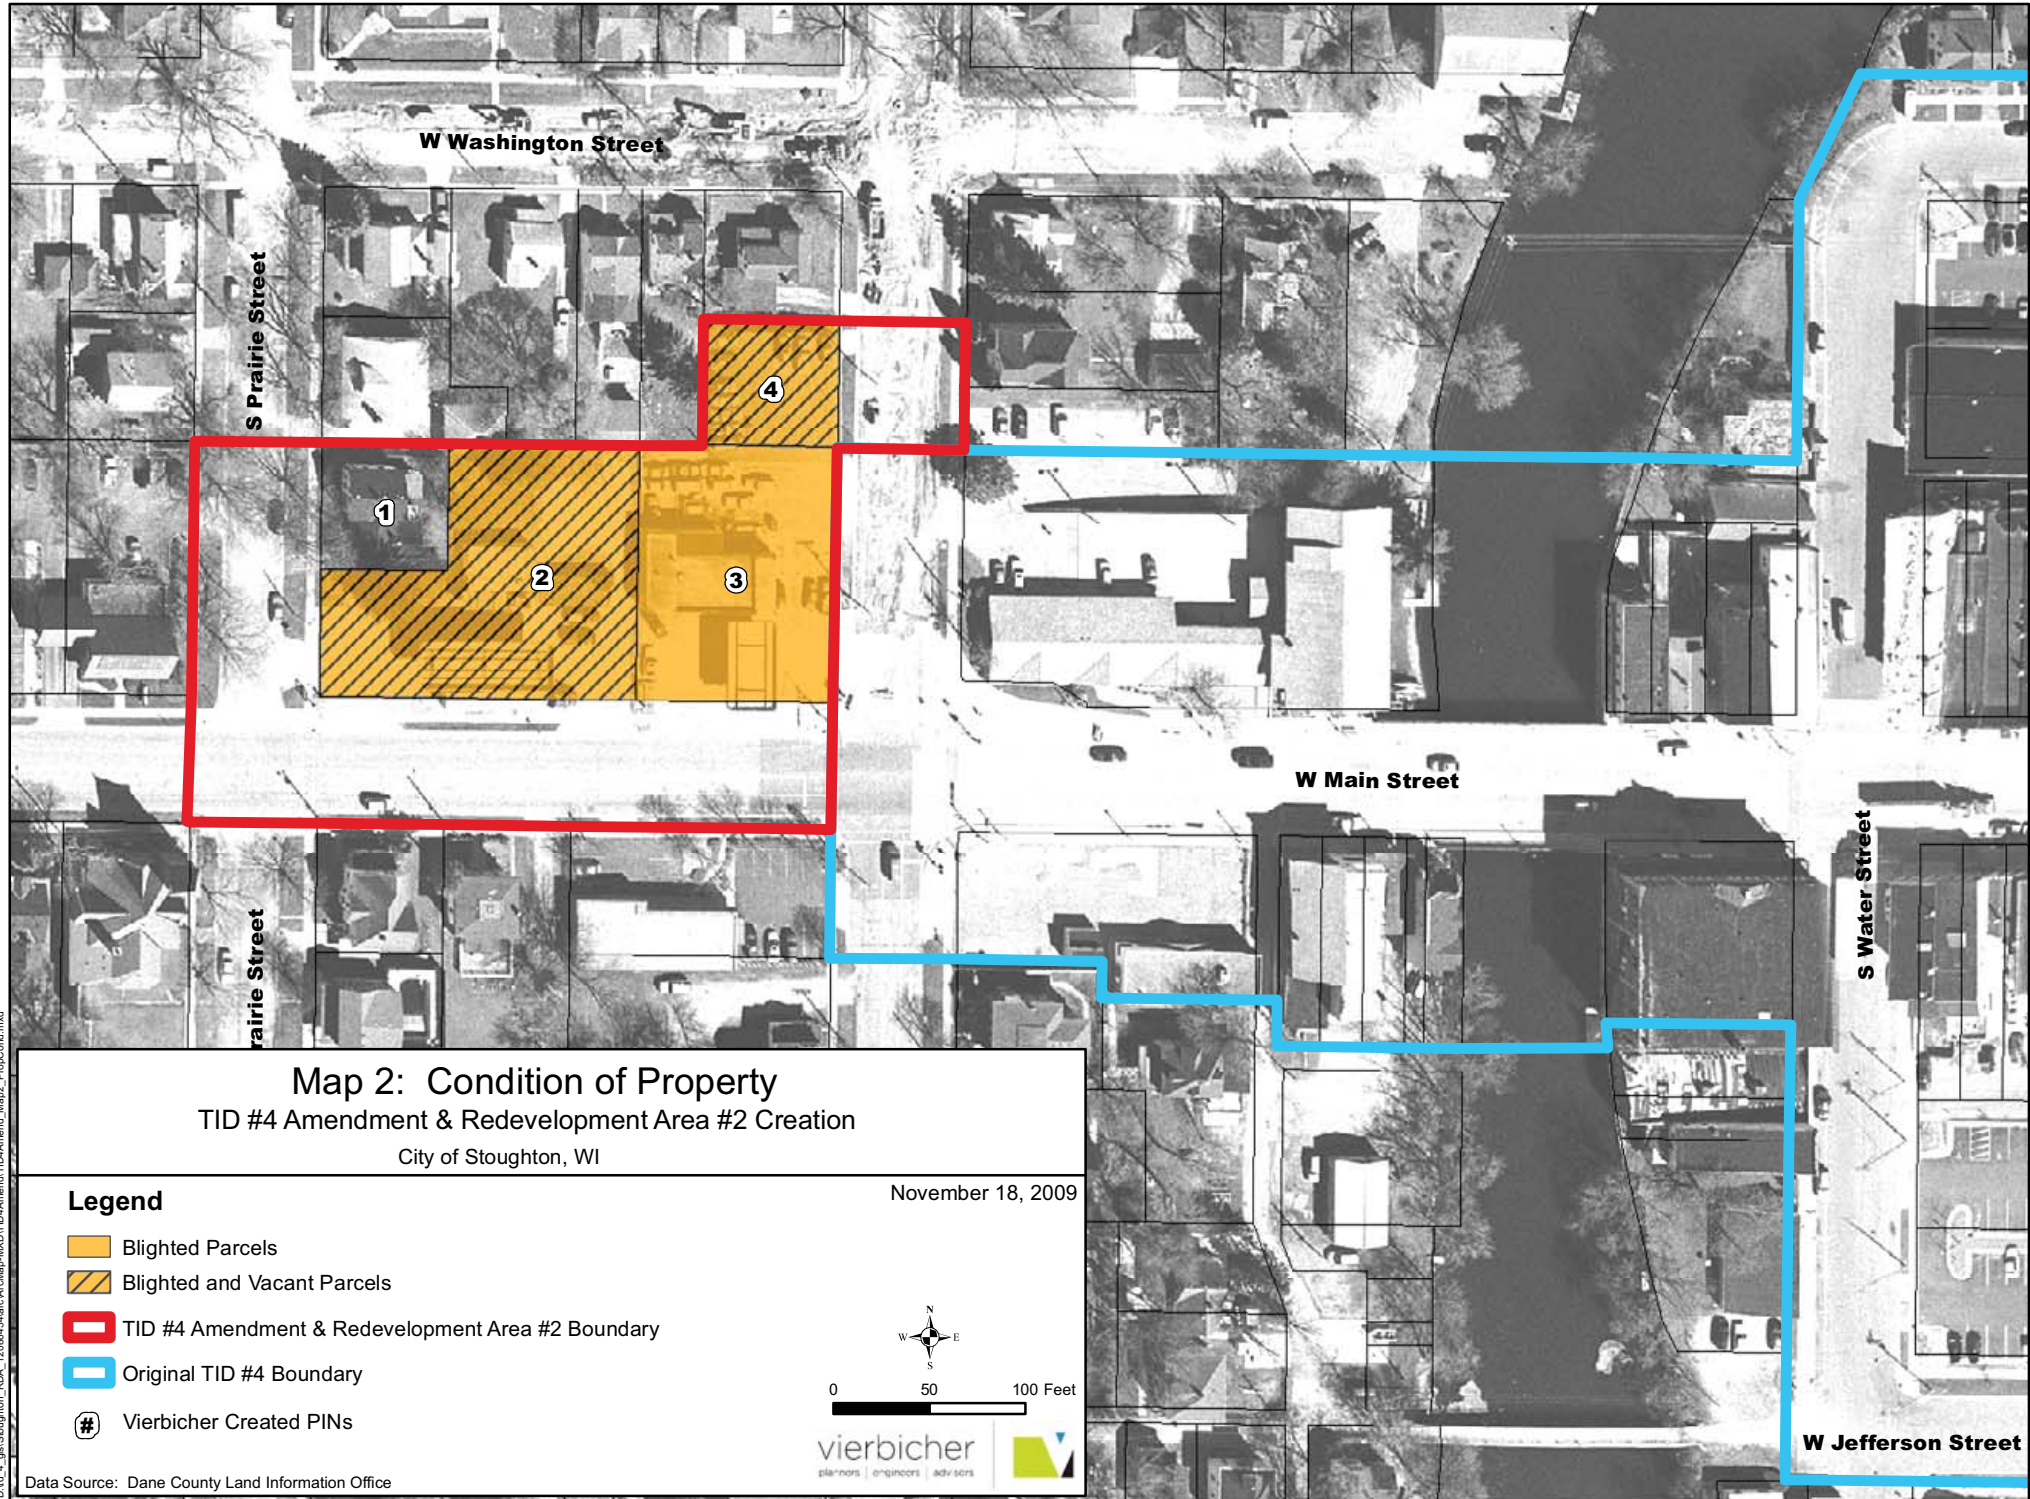 W Washington Street
S Prairie Street
4
1
2
3
W Main Street
S Water Street
rairie Street
W Jefferson Street
Map 2: Condition of Property
TID #4 Amendment & Redevelopment Area #2 Creation
City of Stoughton, WI
November 18, 2009
Legend
Blighted Parcels
Blighted and Vacant Parcels
TID #4 Amendment & Redevelopment Area #2 Boundary
Original TID #4 Boundary
# Vierbicher Created PINs
N
W E
S
0 50 100 Feet
vierbicher
planners | engineers | advisors
Data Source: Dane County Land Information Office